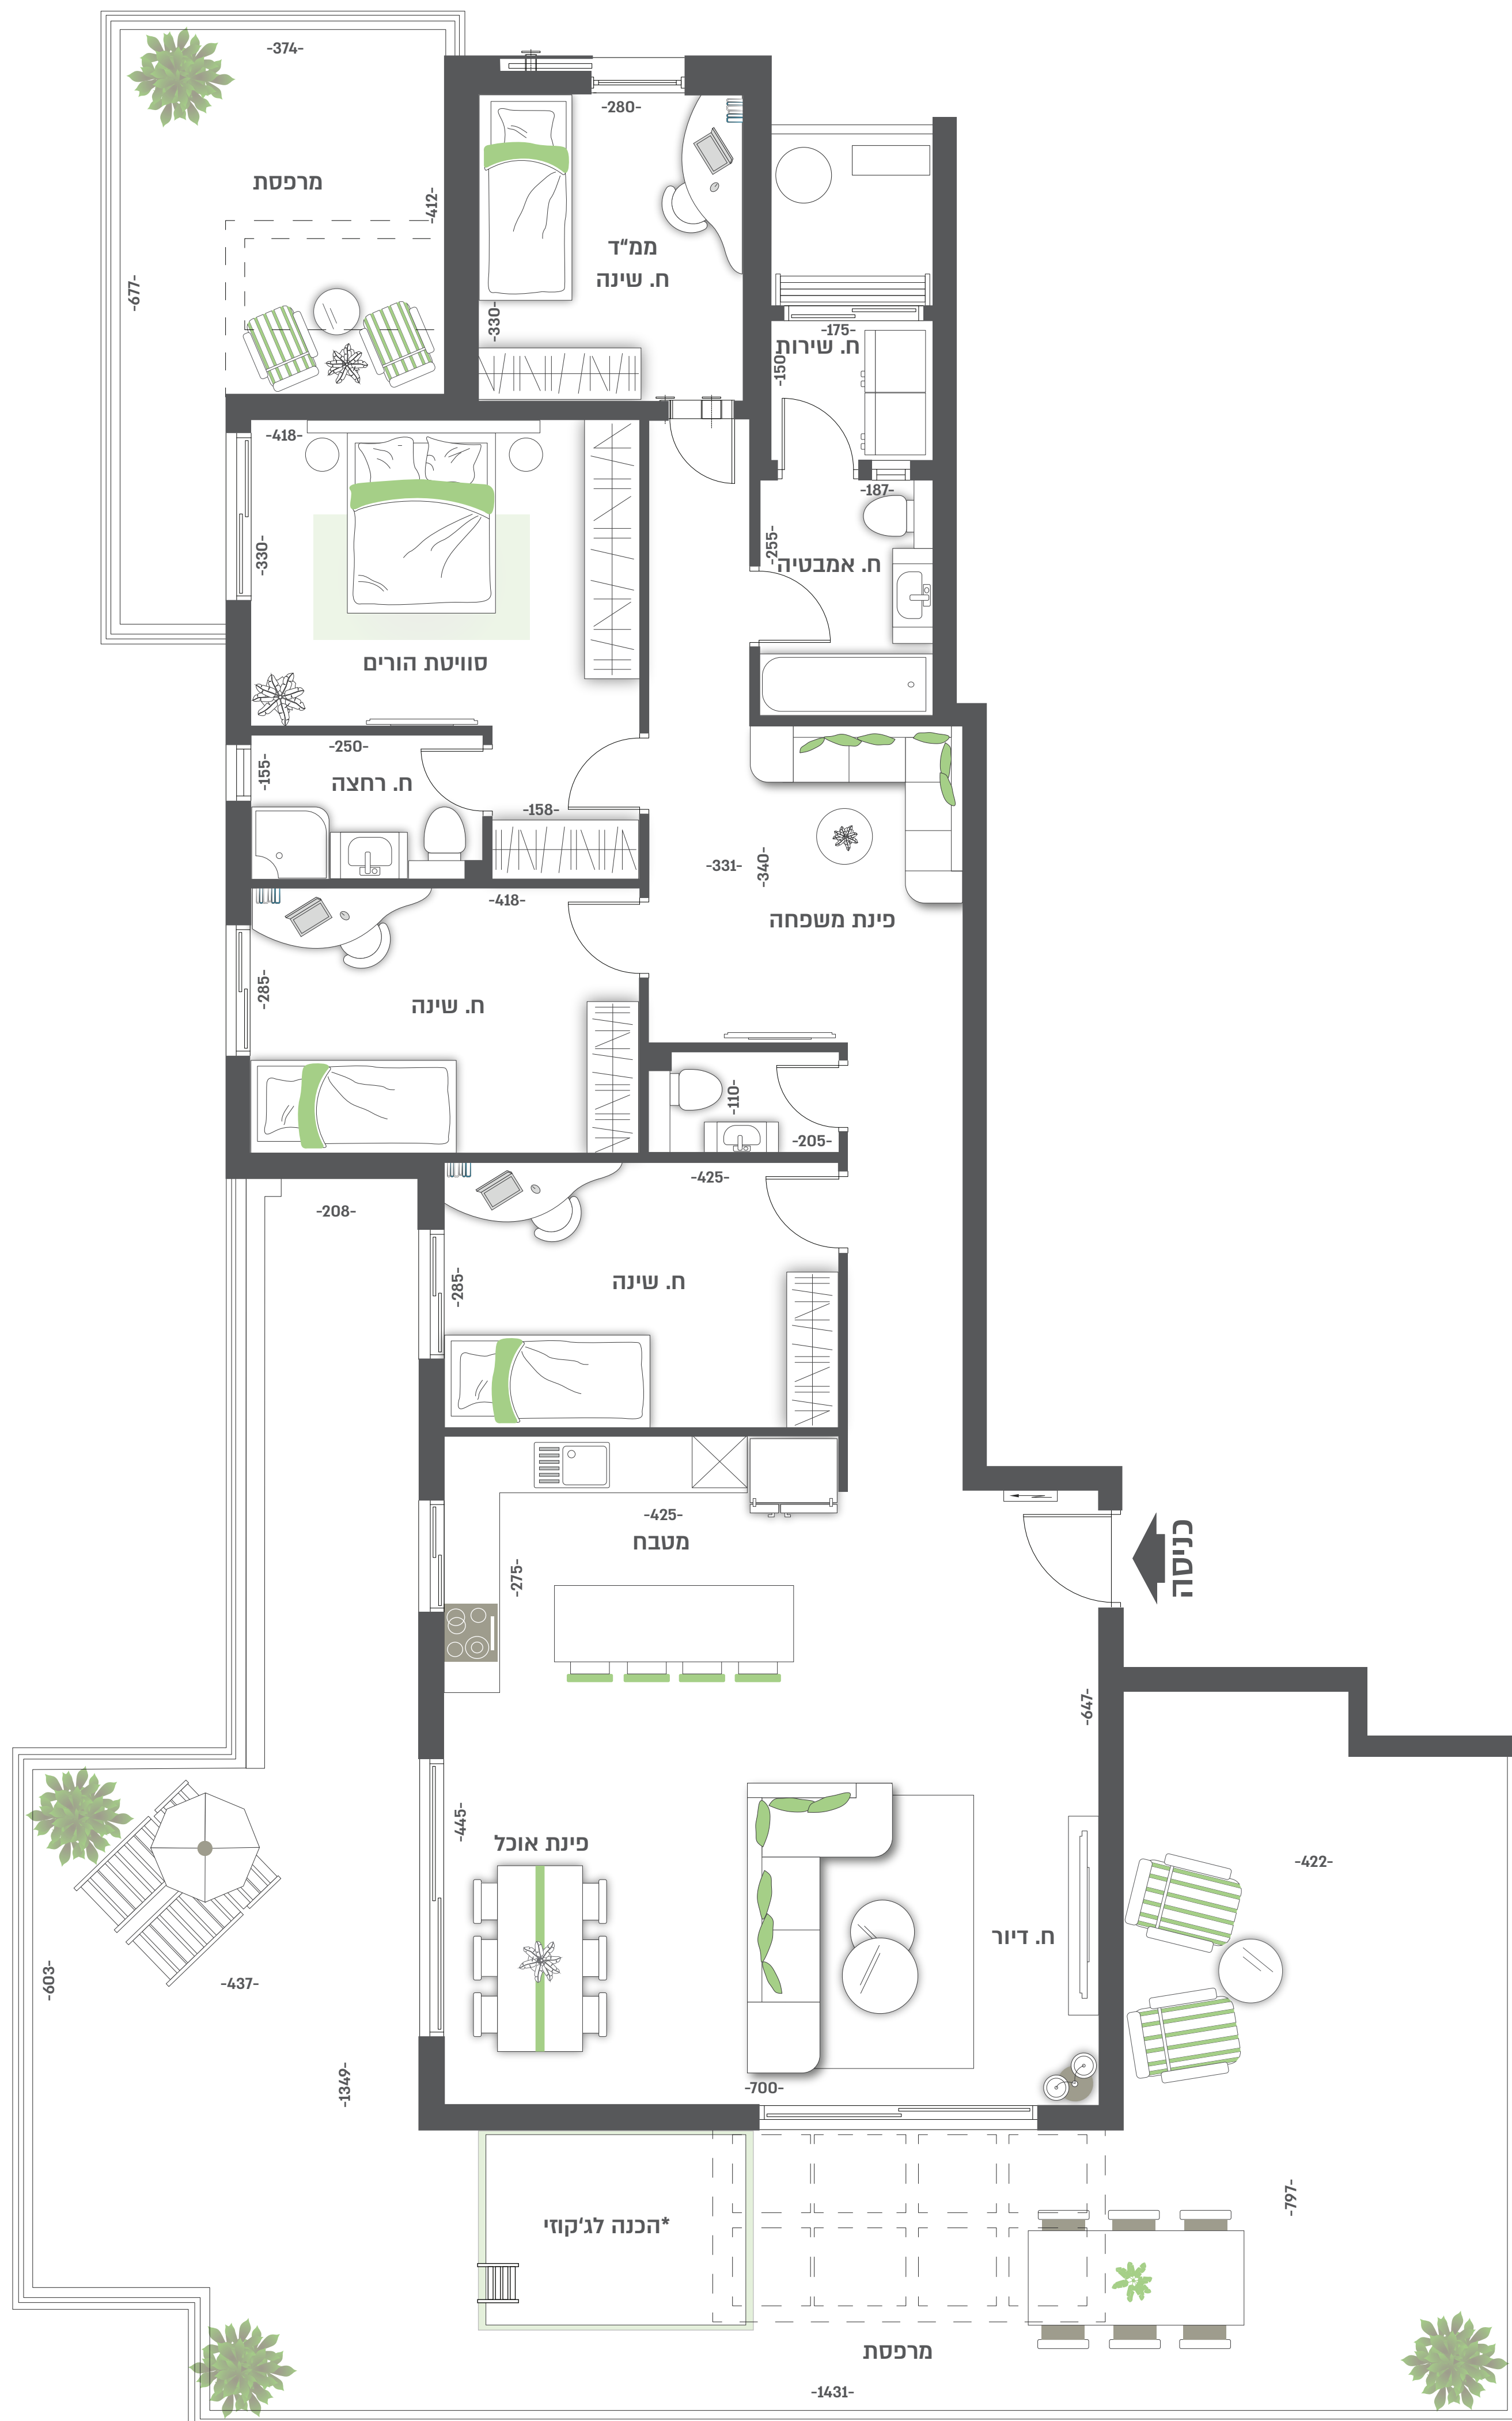 -374-
-280-
מרפסת
-412-
ממ״ד
ח. שינה
-677-
-330-
-175-
ח. שירות
-150-
-418-
-187-
-330-
-255-
ח. אמבטיה
סוויטת הורים
-250-
-155-
ח. רחצה
-158-
-331-
-340-
פינת משפחה
-418-
-285-
ח. שינה
-110-
-205-
-425-
-208-
-285-
ח. שינה
-425-
מטבח
-275-
כניסה
-647-
-445-
פינת אוכל
-422-
ח. דיור
-603-
-437-
-1349-
-700-
-797-
*הכנה לג׳קוזי
מרפסת
-1431-